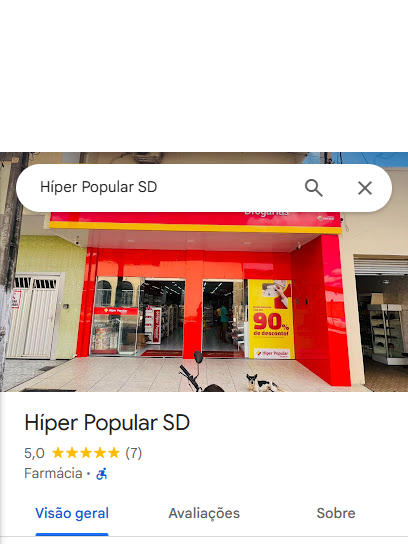 Híper Popular SD
Drogarias
Híper Popular
90%
de desconto!
Híper Popular
Híper Popular SD
5,0 (7)
Farmácia ·
Visão geral
Avaliações
Sobre